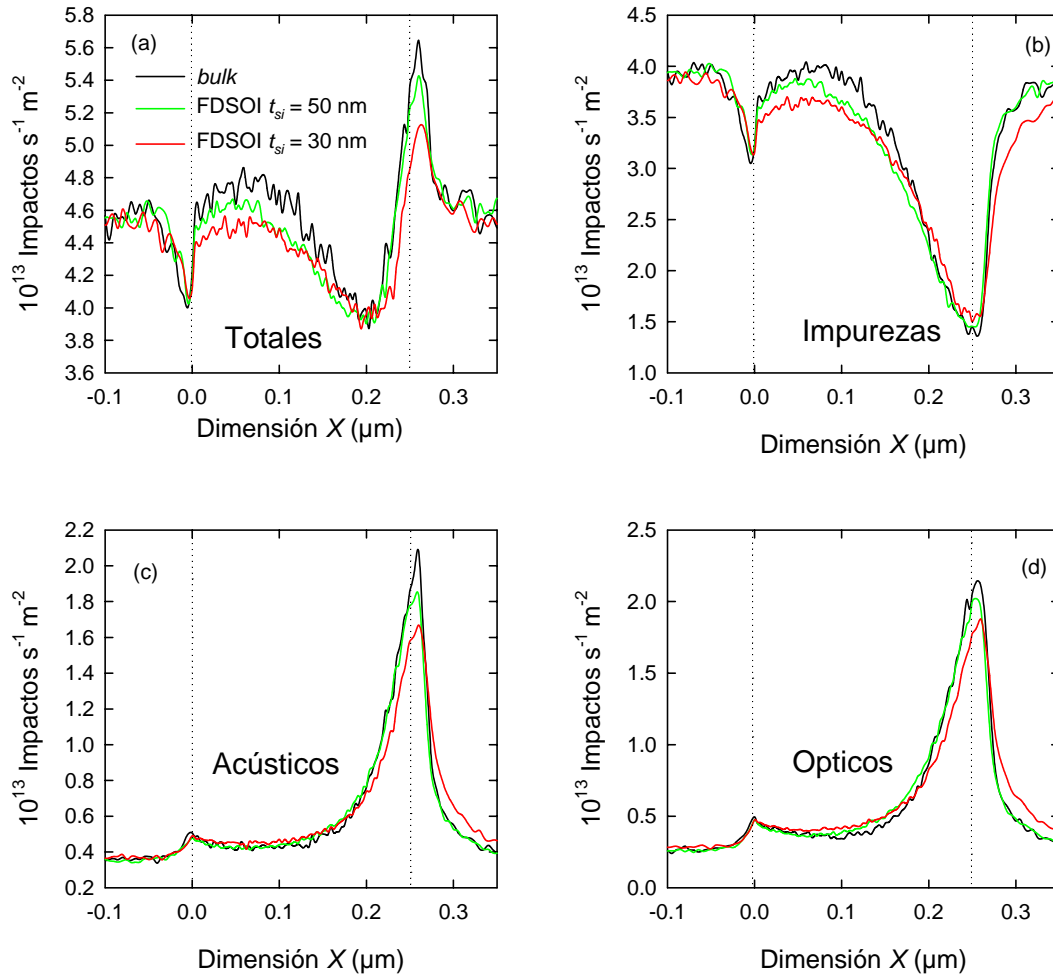 (a)
bulk
FDSOI tsi = 50 nm
FDSOI tsi = 30 nm
Totales
10^13 Impactos s^-1 m^-2
5.8
5.6
5.4
5.2
5.0
4.8
4.6
4.4
4.2
4.0
3.8
3.6
-0.1 0.0 0.1 0.2 0.3
Dimensión X (µm)
(b)
Impurezas
10^13 Impactos s^-1 m^-2
4.5
4.0
3.5
3.0
2.5
2.0
1.5
1.0
-0.1 0.0 0.1 0.2 0.3
Dimensión X (µm)
(c)
Acústicos
10^13 Impactos s^-1 m^-2
2.2
2.0
1.8
1.6
1.4
1.2
1.0
0.8
0.6
0.4
0.2
-0.1 0.0 0.1 0.2 0.3
Dimensión X (µm)
(d)
Opticos
10^13 Impactos s^-1 m^-2
2.5
2.0
1.5
1.0
0.5
0.0
-0.1 0.0 0.1 0.2 0.3
Dimensión X (µm)